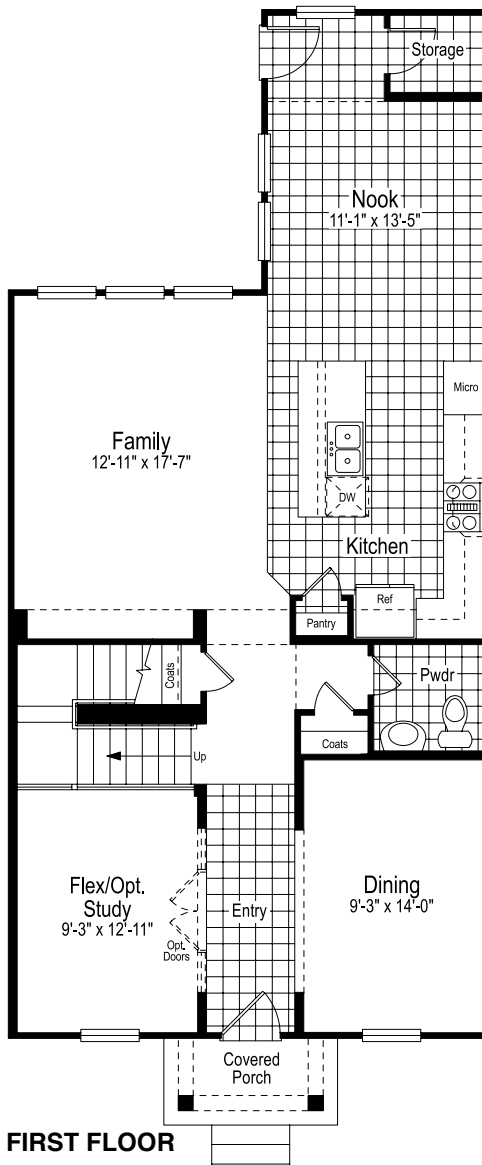 Storage
Nook
11'-1" x 13'-5"
Micro
Family
12'-11" x 17'-7"
DW
Kitchen
Ref
Pantry
Coats
Pwdr
Coats
Up
Flex/Opt.
Study
9'-3" x 12'-11"
Opt.
Doors
Entry
Dining
9'-3" x 14'-0"
Covered
Porch
FIRST FLOOR